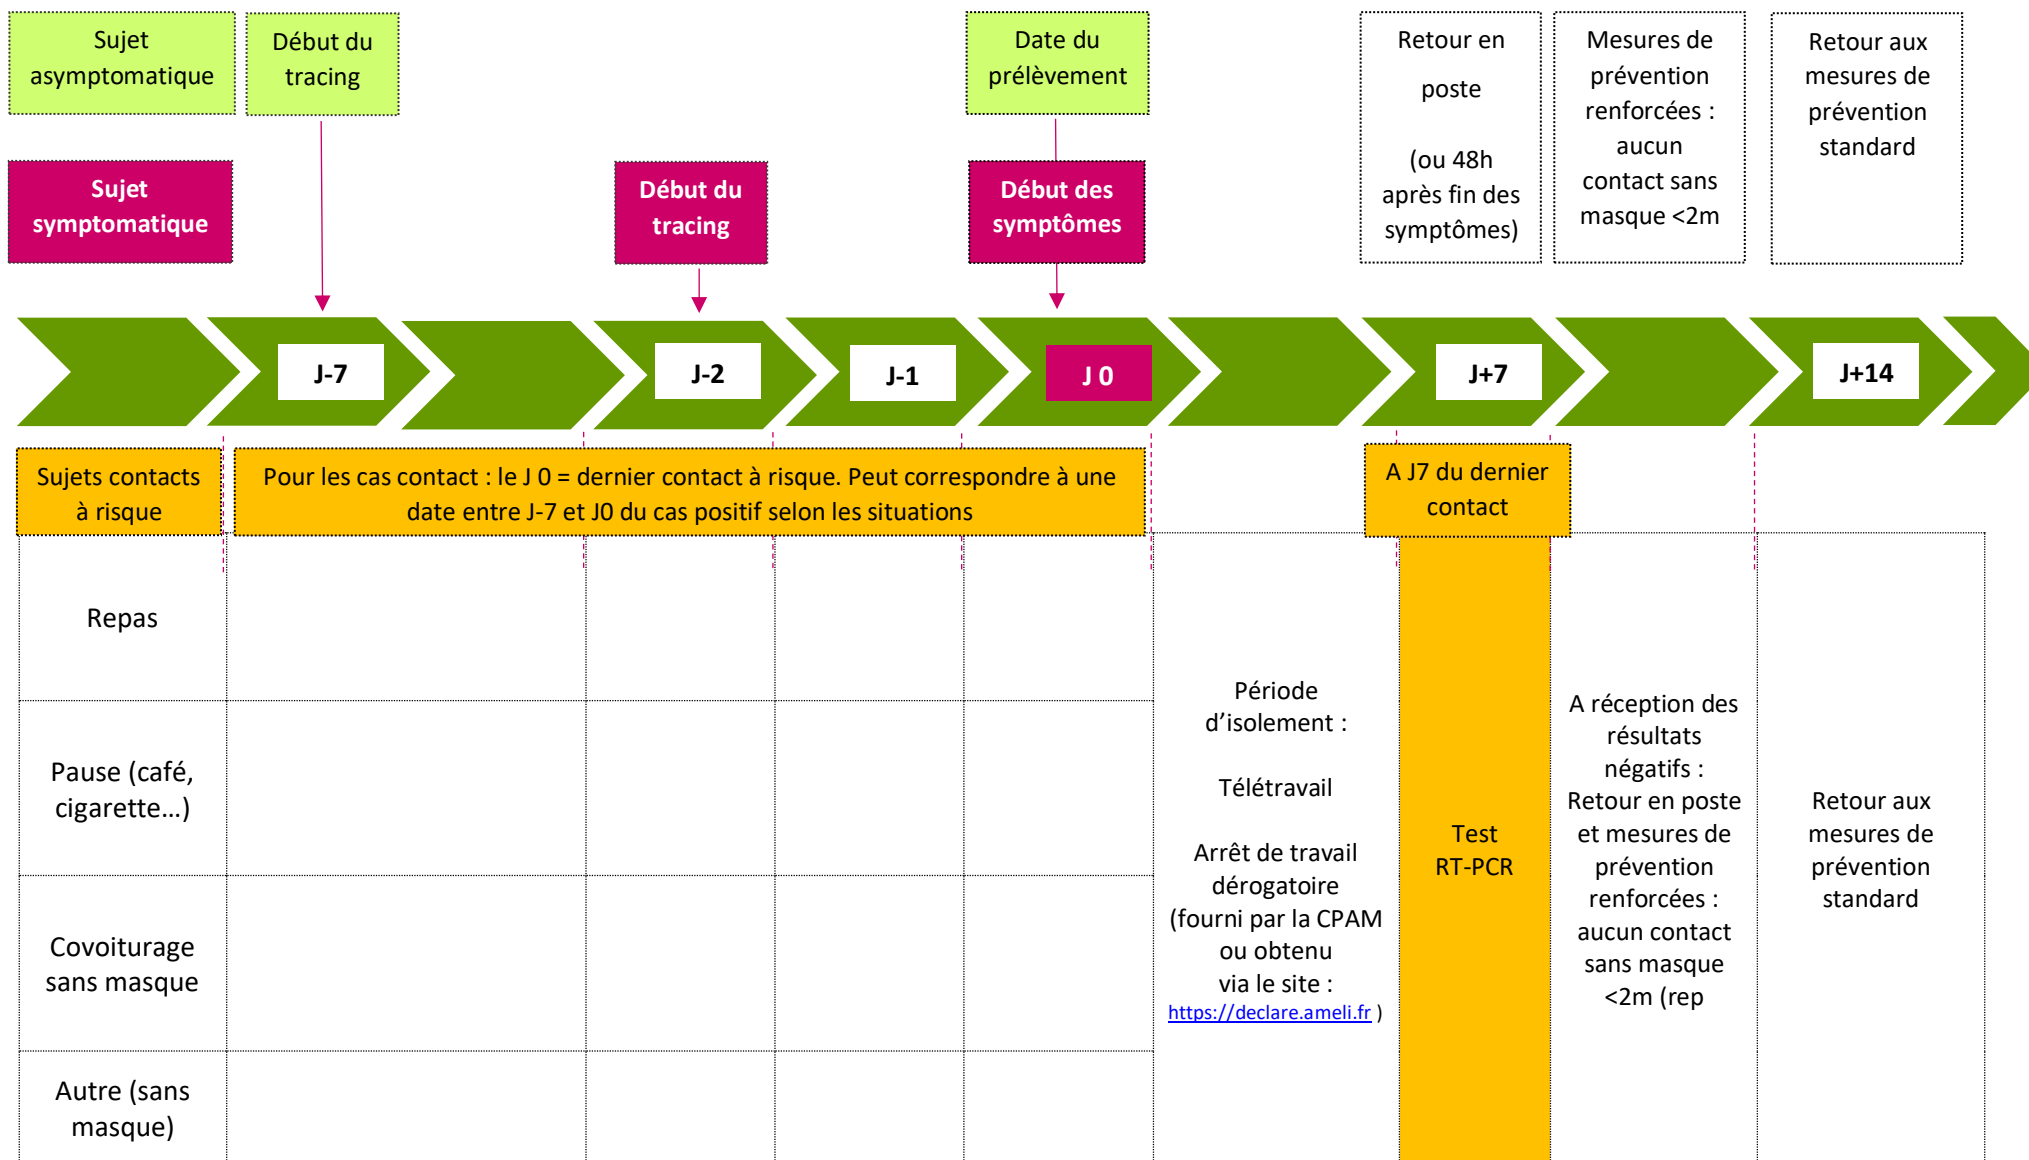 Sujet
asymptomatique
Début du
tracing
Date du
prélèvement
Retour en
poste
(ou 48h
après fin des
symptômes)
Mesures de
prévention
renforcées :
aucun
contact sans
masque <2m
Retour aux
mesures de
prévention
standard
Sujet
symptomatique
Début du
tracing
Début des
symptômes
J-7
J-2
J-1
J 0
J+7
J+14
Sujets contacts
à risque
Pour les cas contact : le J 0 = dernier contact à risque. Peut correspondre à une
date entre J-7 et J0 du cas positif selon les situations
A J7 du dernier
contact
Repas
Pause (café,
cigarette…)
Covoiturage
sans masque
Autre (sans
masque)
Période
d’isolement :
Télétravail
Arrêt de travail
dérogatoire
(fourni par la CPAM
ou obtenu
via le site :
https://declare.ameli.fr )
Test
RT-PCR
A réception des
résultats
négatifs :
Retour en poste
et mesures de
prévention
renforcées :
aucun contact
sans masque
<2m (rep
Retour aux
mesures de
prévention
standard